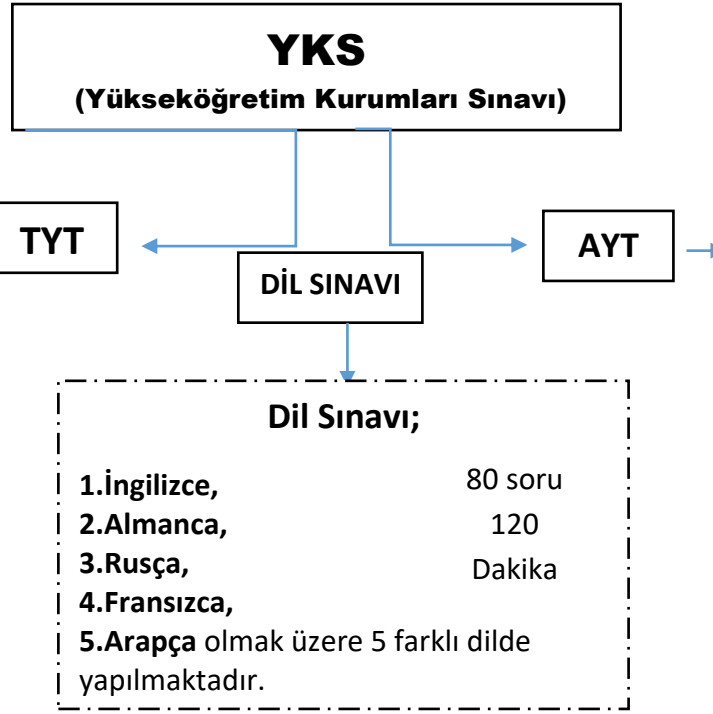 YKS
(Yükseköğretim Kurumları Sınavı)
TYT
AYT
DİL SINAVI
Dil Sınavı;
1.İngilizce,
2.Almanca,
3.Rusça,
4.Fransızca,
5.Arapça olmak üzere 5 farklı dilde
yapılmaktadır.
80 soru
120
Dakika